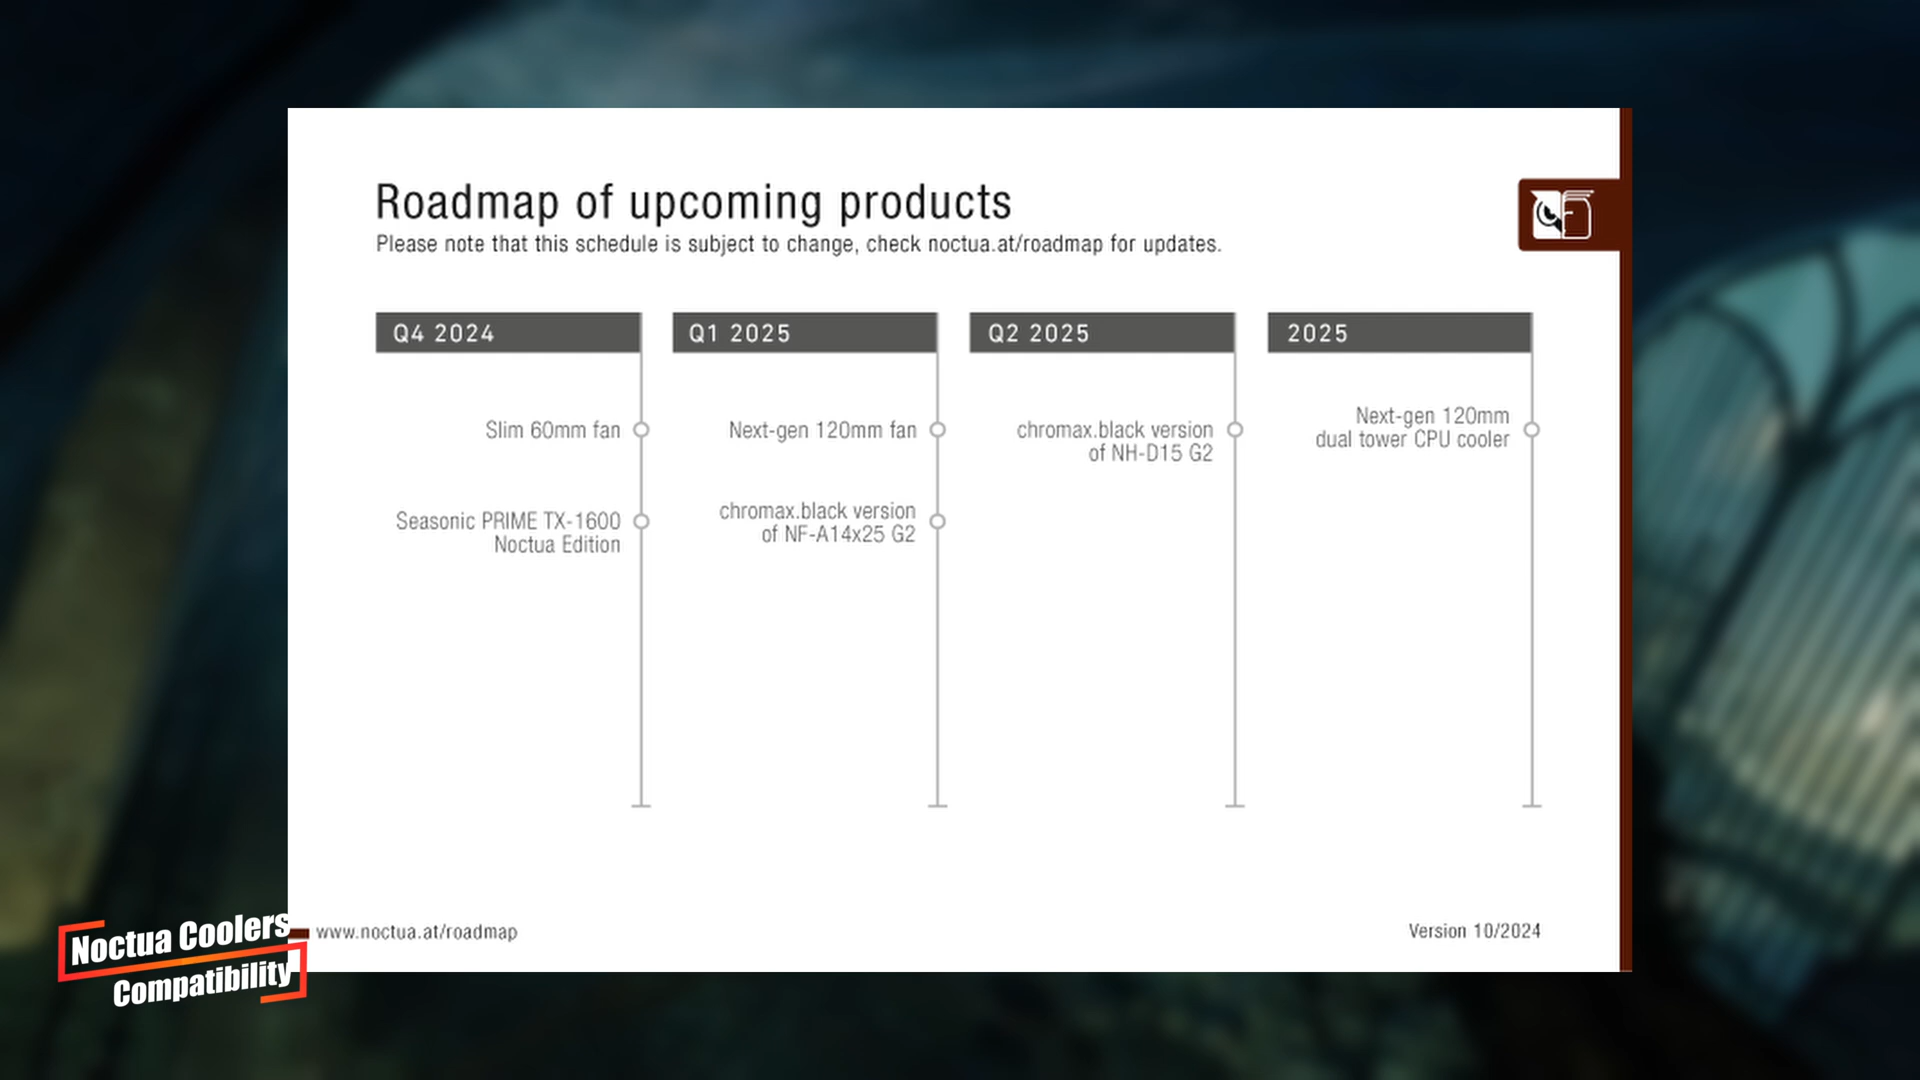 Roadmap of upcoming products
Please note that this schedule is subject to change, check noctua.at/roadmap for updates.
Q4 2024
Slim 60mm fan
Seasonic PRIME TX-1600
Noctua Edition
Q1 2025
Next-gen 120mm fan
chromax.black version
of NF-A14x25 G2
Q2 2025
chromax.black version
of NH-D15 G2
2025
Next-gen 120mm
dual tower CPU cooler
www.noctua.at/roadmap
Version 10/2024
Noctua Coolers
Compatibility